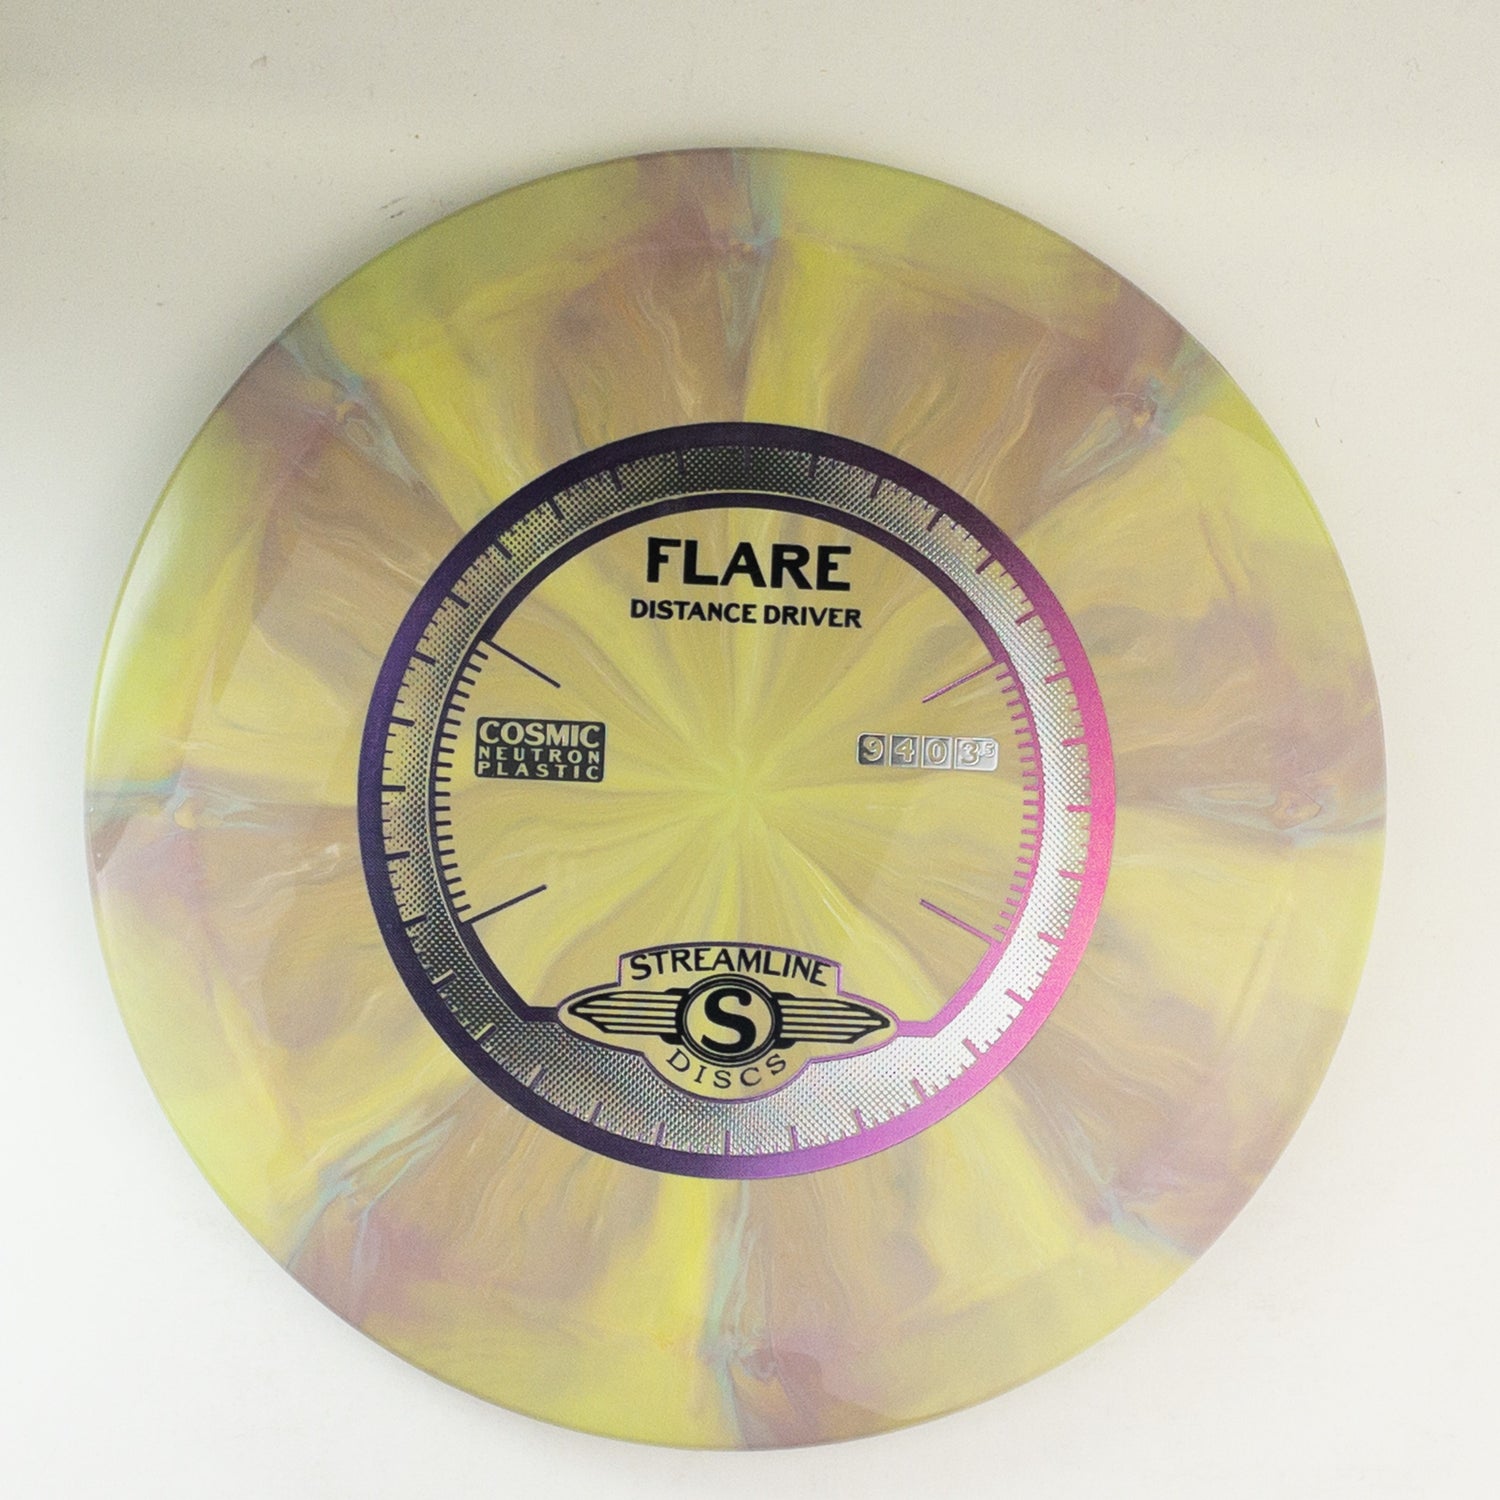 FLARE
DISTANCE DRIVER
COSMIC
NEUTRON
PLASTIC
9 4 0 3.5
STREAMLINE
S
DISCS